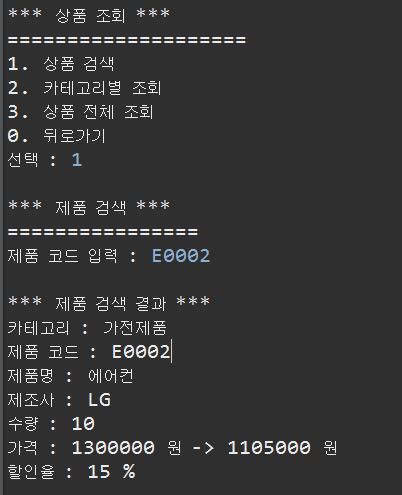 *** 상품 조회 ***
====================
1. 상품 검색
2. 카테고리별 조회
3. 상품 전체 조회
0. 뒤로가기
선택 : 1
*** 제품 검색 ***
================
제품 코드 입력 : E0002
*** 제품 검색 결과 ***
카테고리 : 가전제품
제품 코드 : E0002
제품명 : 에어컨
제조사 : LG
수량 : 10
가격 : 1300000 원 -> 1105000 원
할인율 : 15 %